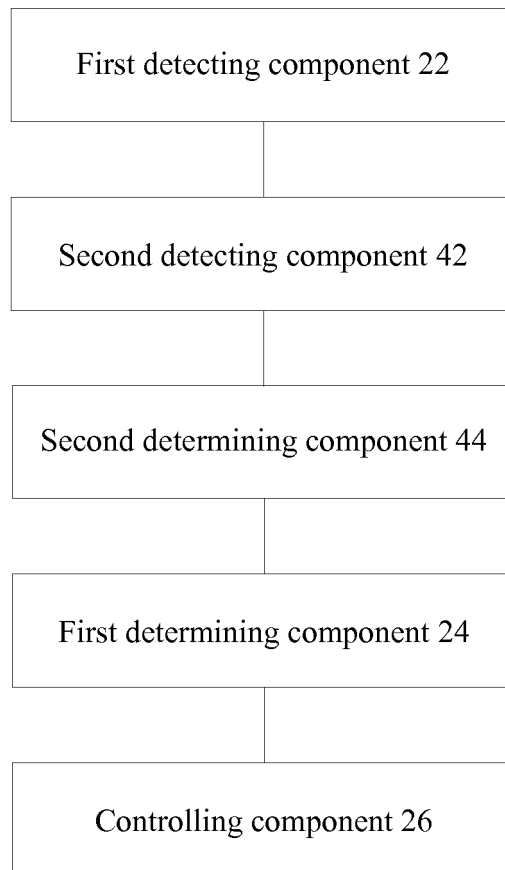 First detecting component 22
Second detecting component 42
Second determining component 44
First determining component 24
Controlling component 26